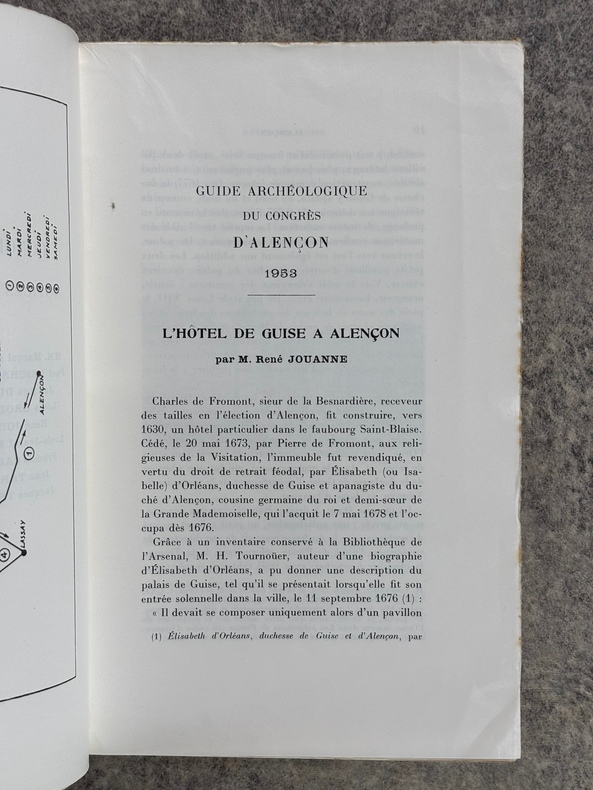 ① LUNDI
② MARDI
③ MERCREDI
④ JEUDI
⑤ VENDREDI
⑥ SAMEDI
ALENÇON
①
LASSAY
④
GUIDE ARCHÉOLOGIQUE
DU CONGRÈS
D'ALENÇON
1953
L'HÔTEL DE GUISE A ALENÇON
par M. René JOUANNE
Charles de Fromont, sieur de la Besnardière, receveur
des tailles en l'élection d'Alençon, fit construire, vers
1630, un hôtel particulier dans le faubourg Saint-Blaise.
Cédé, le 20 mai 1673, par Pierre de Fromont, aux reli-
gieuses de la Visitation, l'immeuble fut revendiqué, en
vertu du droit de retrait féodal, par Élisabeth (ou Isa-
belle) d'Orléans, duchesse de Guise et apanagiste du du-
ché d'Alençon, cousine germaine du roi et demi-sœur de
la Grande Mademoiselle, qui l'acquit le 7 mai 1678 et l'oc-
cupa dès 1676.
Grâce à un inventaire conservé à la Bibliothèque de
l'Arsenal, M. H. Tournoüer, auteur d'une biographie
d'Élisabeth d'Orléans, a pu donner une description du
palais de Guise, tel qu'il se présentait lorsqu'elle fit son
entrée solennelle dans la ville, le 11 septembre 1676 (1) :
« Il devait se composer uniquement alors d'un pavillon
(1) Élisabeth d'Orléans, duchesse de Guise et d'Alençon, par